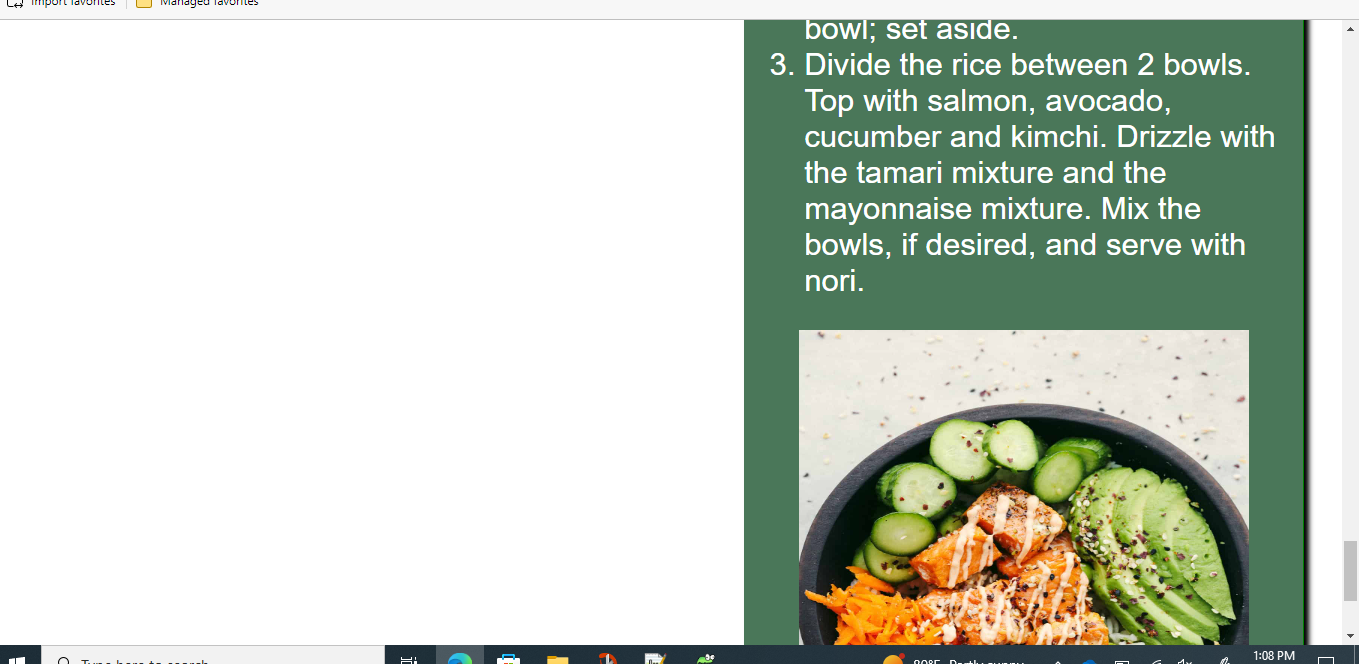 Import favorites
Managed favorites
bowl; set aside.
3. Divide the rice between 2 bowls.
Top with salmon, avocado,
cucumber and kimchi. Drizzle with
the tamari mixture and the
mayonnaise mixture. Mix the
bowls, if desired, and serve with
nori.
Type here to search
80°F Partly sunny
1:08 PM